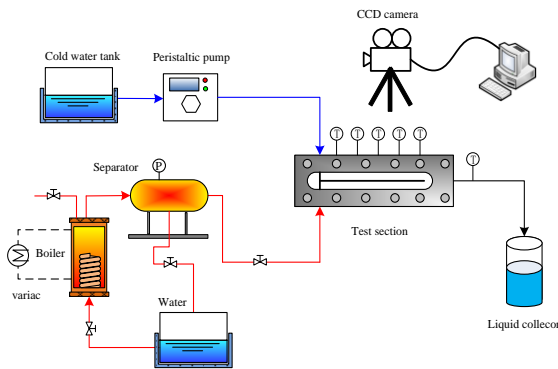 CCD camera
Cold water tank
Peristaltic pump
T T T T T
Separator
P
T
Test section
Boiler
variac
Water
Liquid collecor